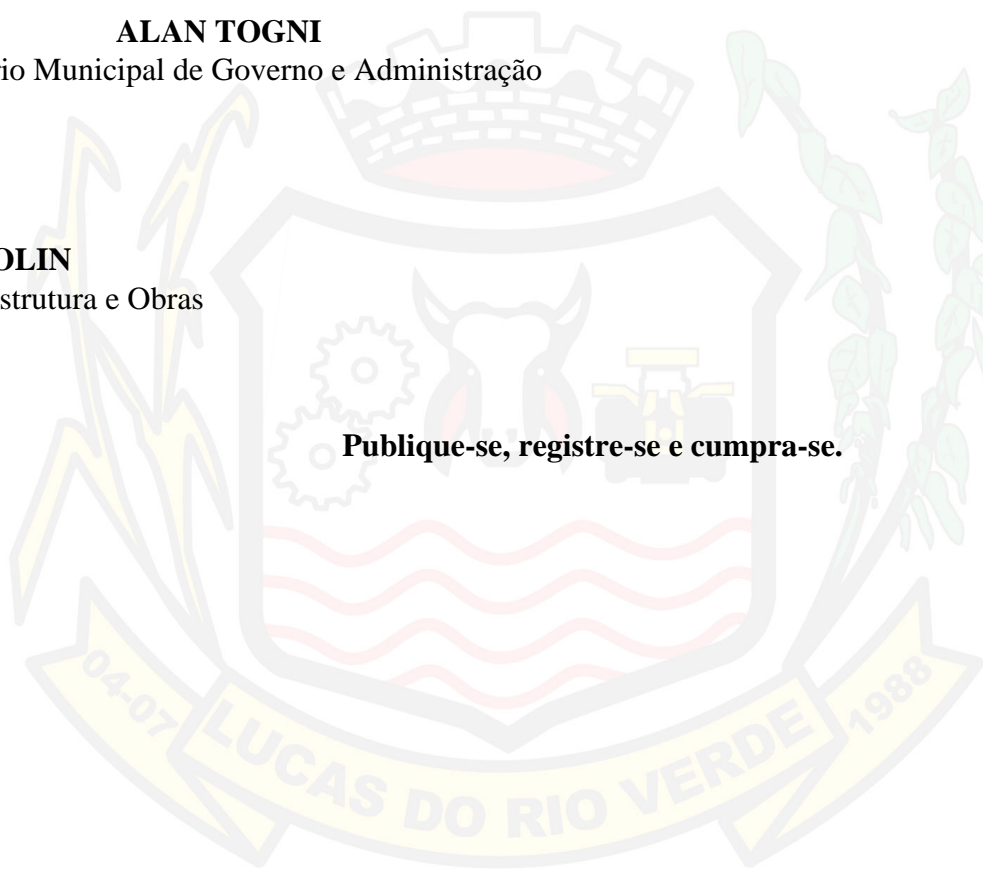 ALAN TOGNI
rio Municipal de Governo e Administração
OLIN
strutura e Obras
Publique-se, registre-se e cumpra-se.
04-07 LUCAS DO RIO VERDE 1988